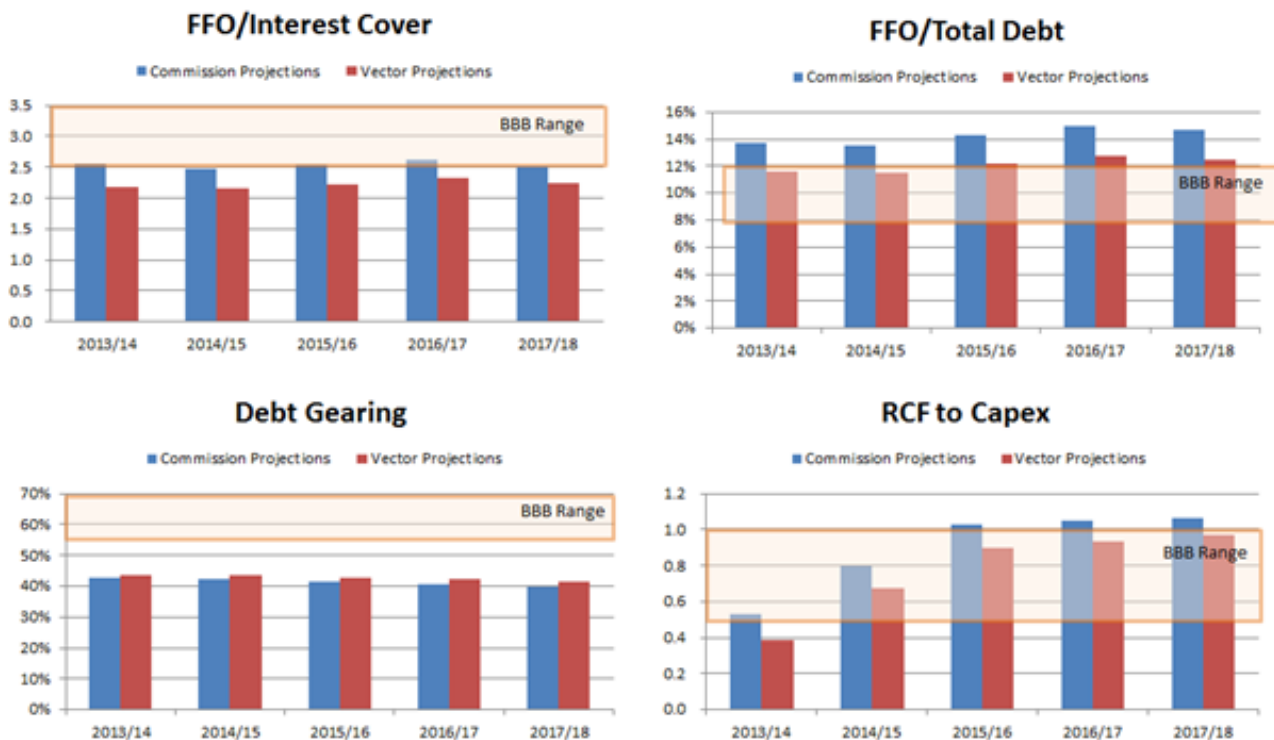 FFO/Interest Cover
Commission Projections Vector Projections
3.5
3.0
2.5
2.0
1.5
1.0
0.5
0.0
BBB Range
2013/14 2014/15 2015/16 2016/17 2017/18
FFO/Total Debt
Commission Projections Vector Projections
16%
14%
12%
10%
8%
6%
4%
2%
0%
BBB Range
2013/14 2014/15 2015/16 2016/17 2017/18
Debt Gearing
Commission Projections Vector Projections
70%
60%
50%
40%
30%
20%
10%
0%
BBB Range
2013/14 2014/15 2015/16 2016/17 2017/18
RCF to Capex
Commission Projections Vector Projections
1.2
1.0
0.8
0.6
0.4
0.2
0.0
BBB Range
2013/14 2014/15 2015/16 2016/17 2017/18